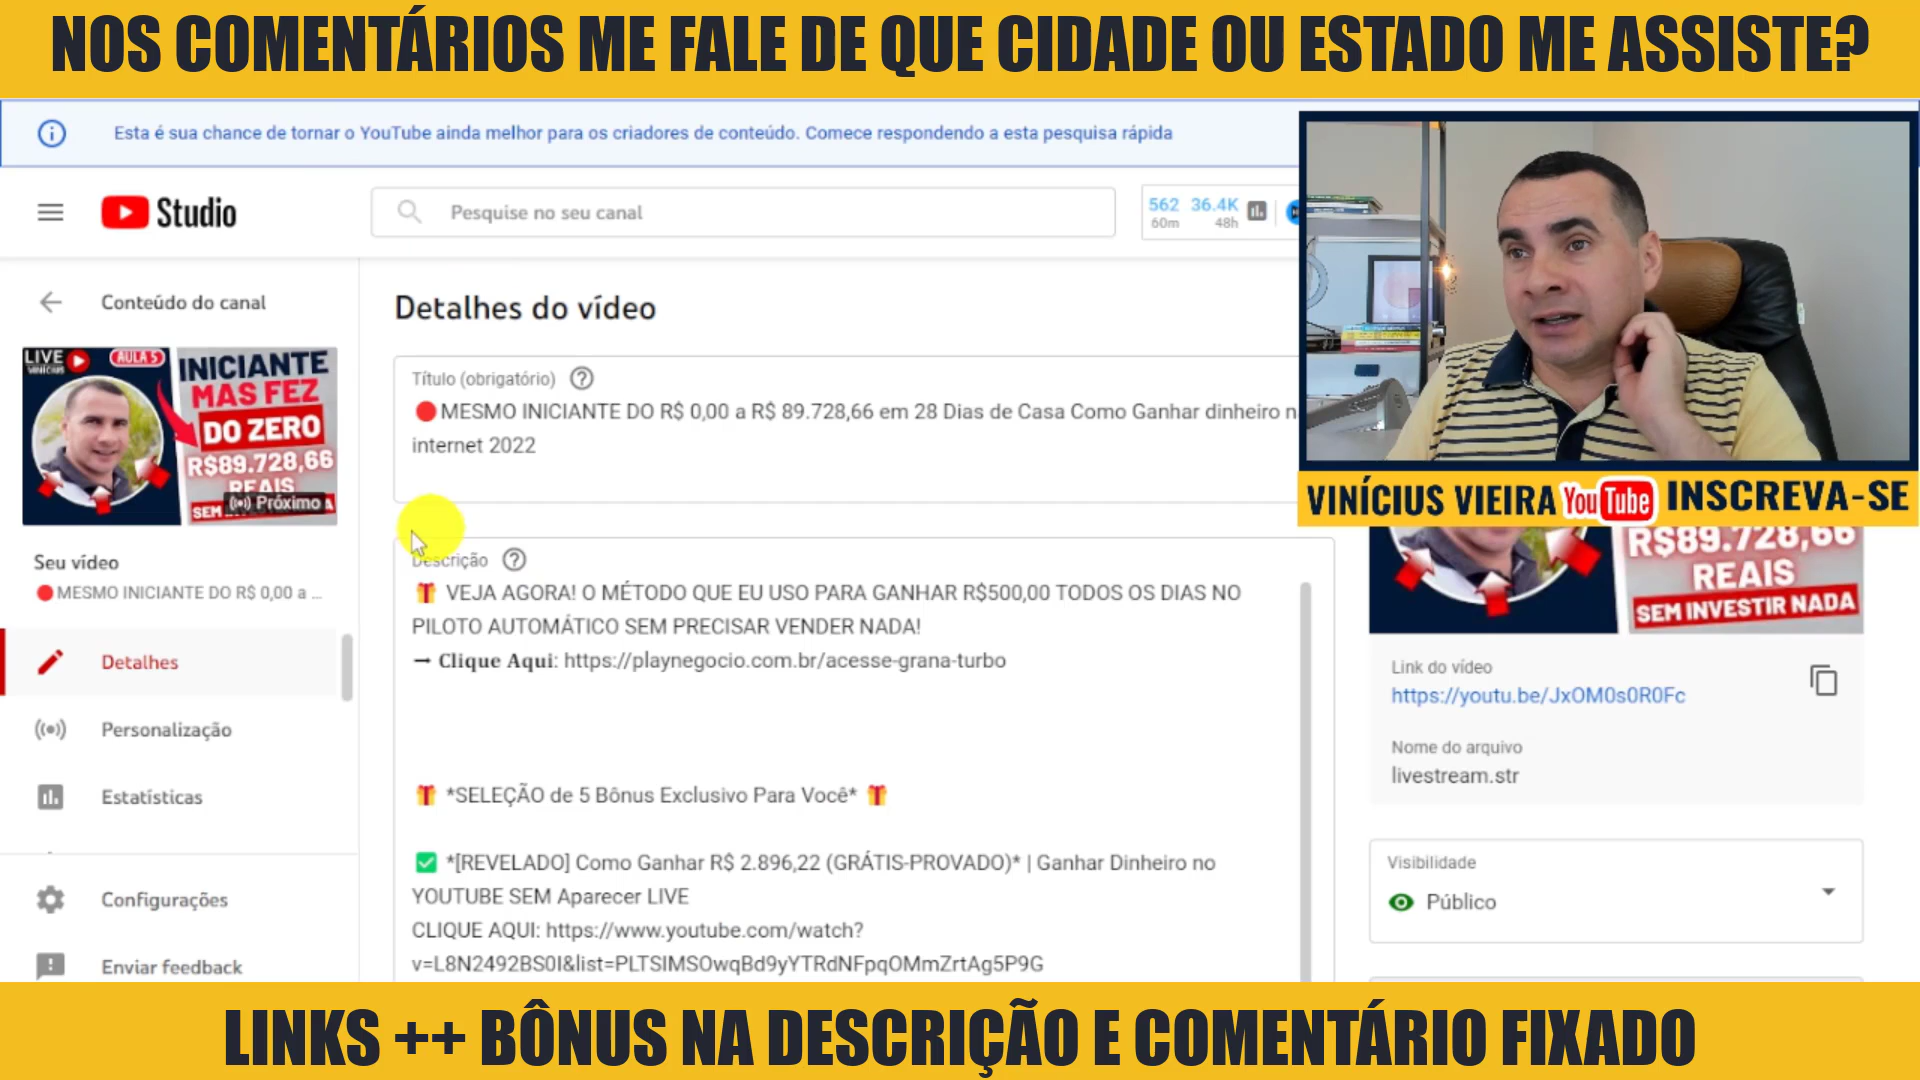 NOS COMENTÁRIOS ME FALE DE QUE CIDADE OU ESTADO ME ASSISTE?
Esta é sua chance de tornar o YouTube ainda melhor para os criadores de conteúdo. Comece respondendo a esta pesquisa rápida
Studio
Pesquise no seu canal
562 36.4K
60m 48h
Conteúdo do canal
LIVE
VINÍCIUS
AULA 5
INICIANTE
MAS FEZ
DO ZERO
R$89.728,66
REAIS
SEM
Próximo
Seu vídeo
MESMO INICIANTE DO R$ 0,00 a ...
Detalhes
Personalização
Estatísticas
Configurações
Enviar feedback
Detalhes do vídeo
Título (obrigatório)
MESMO INICIANTE DO R$ 0,00 a R$ 89.728,66 em 28 Dias de Casa Como Ganhar dinheiro n
internet 2022
Descrição
VEJA AGORA! O MÉTODO QUE EU USO PARA GANHAR R$500,00 TODOS OS DIAS NO
PILOTO AUTOMÁTICO SEM PRECISAR VENDER NADA!
→ Clique Aqui: https://playnegocio.com.br/acesse-grana-turbo
*SELEÇÃO de 5 Bônus Exclusivo Para Você*
*[REVELADO] Como Ganhar R$ 2.896,22 (GRÁTIS-PROVADO)* | Ganhar Dinheiro no
YOUTUBE SEM Aparecer LIVE
CLIQUE AQUI: https://www.youtube.com/watch?
v=L8N2492BS0I&list=PLTSIMSOwqBd9yYTRdNFpqOMmZrtAg5P9G
VINÍCIUS VIEIRA YouTube INSCREVA-SE
R$89.728,66
REAIS
SEM INVESTIR NADA
Link do vídeo
https://youtu.be/JxOM0s0R0Fc
Nome do arquivo
livestream.str
Visibilidade
Público
LINKS ++ BÔNUS NA DESCRIÇÃO E COMENTÁRIO FIXADO